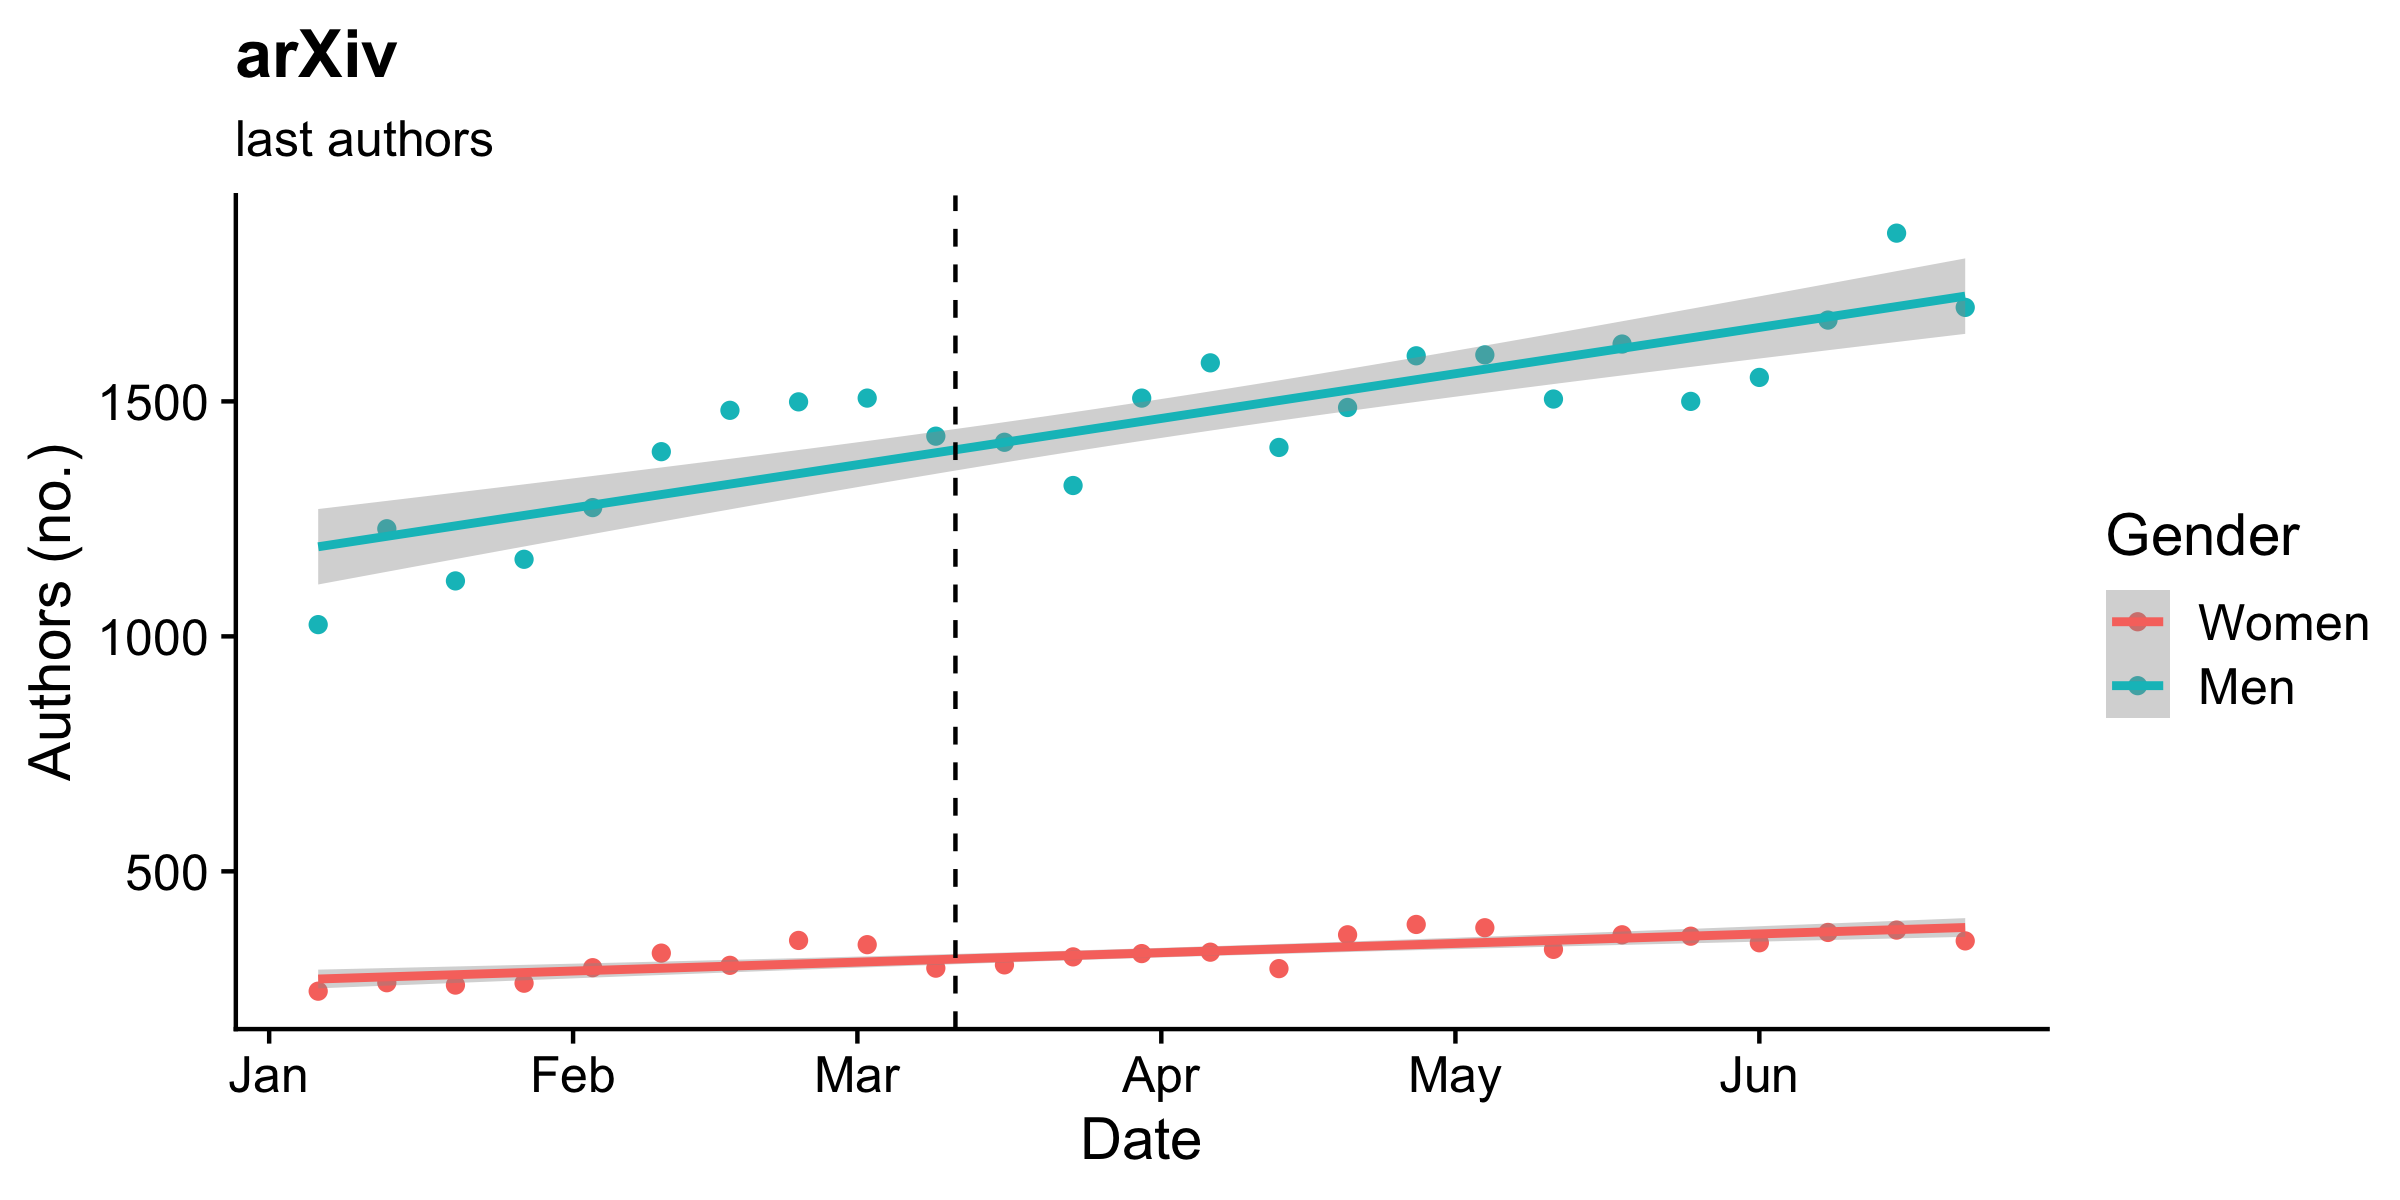 arXiv
last authors
1500
1000
500
Authors (no.)
Jan Feb Mar Apr May Jun
Date
Gender
Women
Men